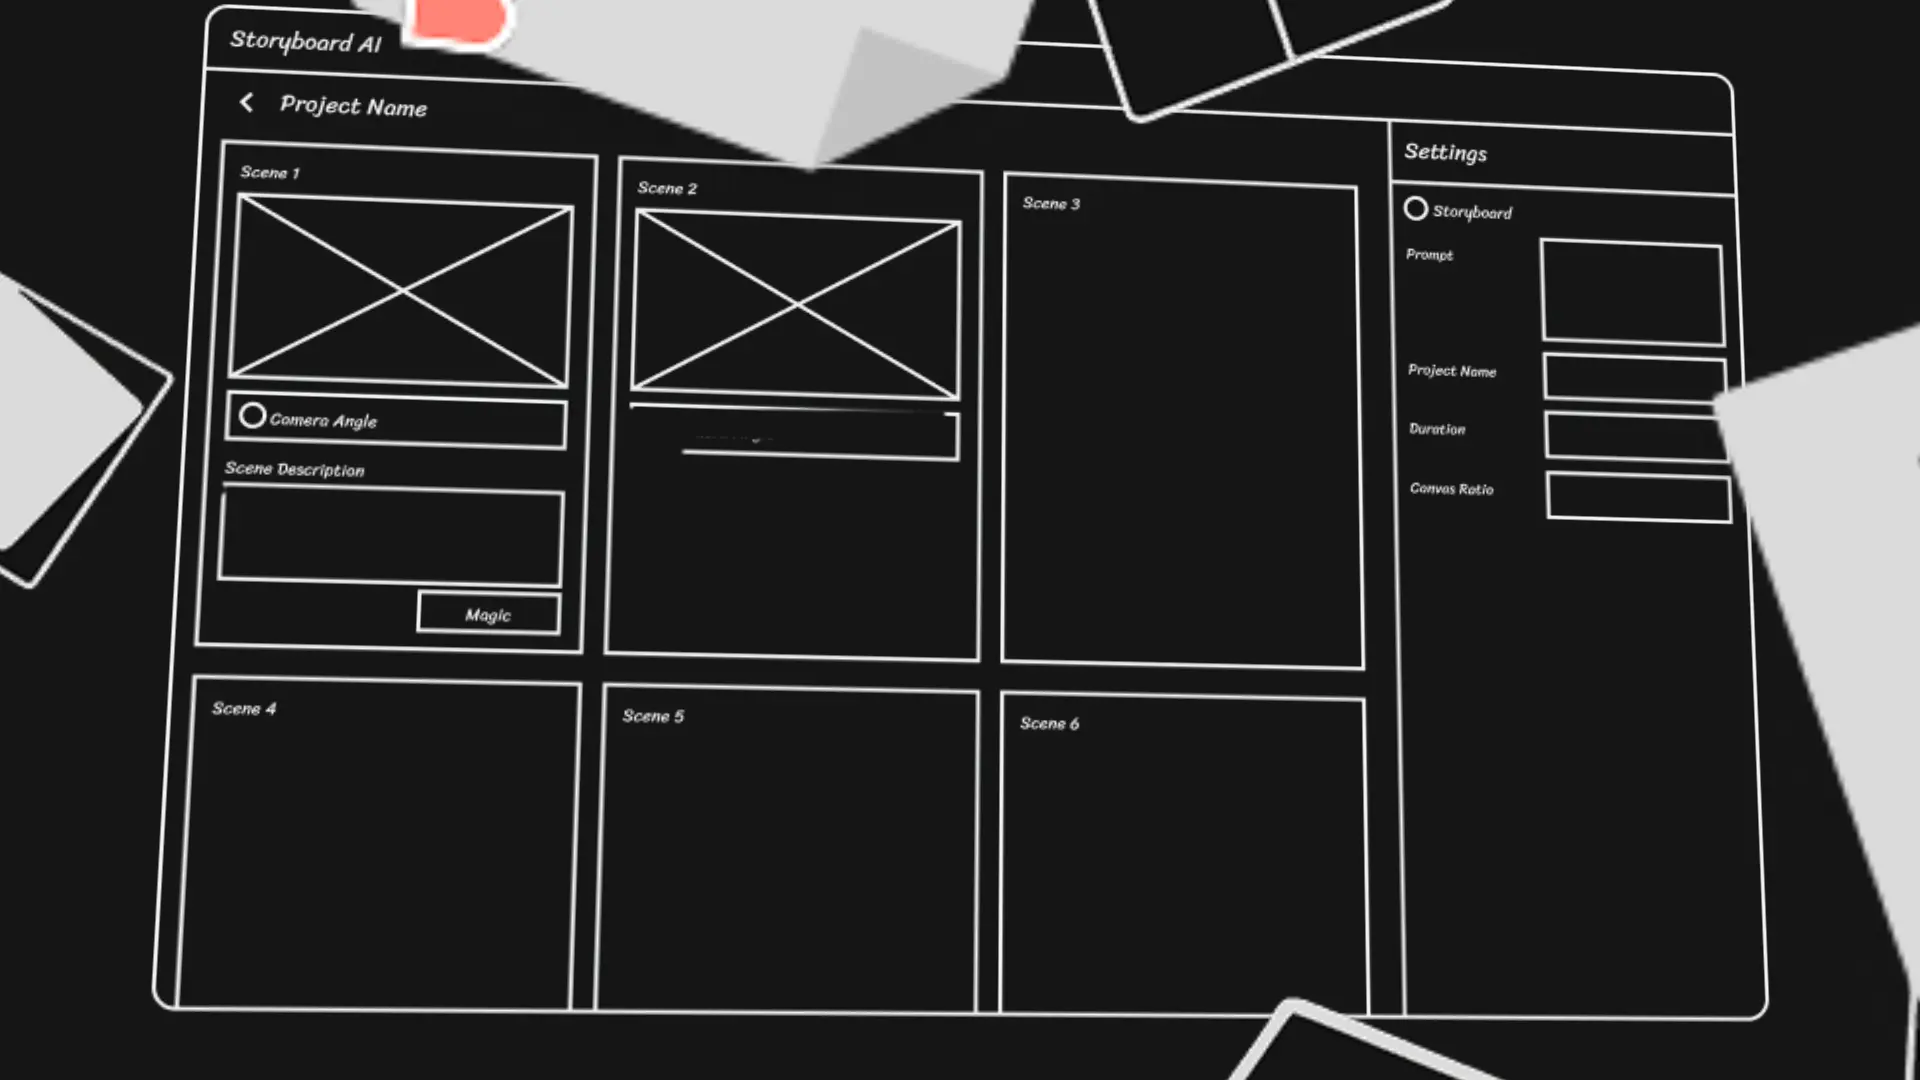 Storyboard AI
Project Name
Scene 1
Camera Angle
Scene Description
Magic
Scene 2
Scene 3
Scene 4
Scene 5
Scene 6
Settings
Storyboard
Prompt
Project Name
Duration
Canvas Ratio